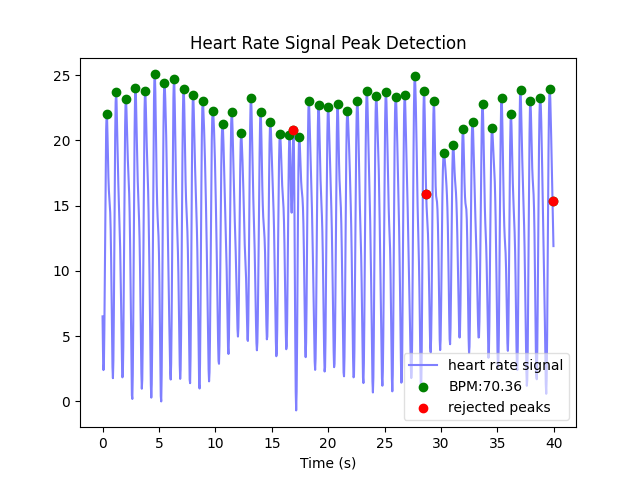 Heart Rate Signal Peak Detection
25
20
15
10
5
0
heart rate signal
BPM:70.36
rejected peaks
0 5 10 15 20 25 30 35 40
Time (s)